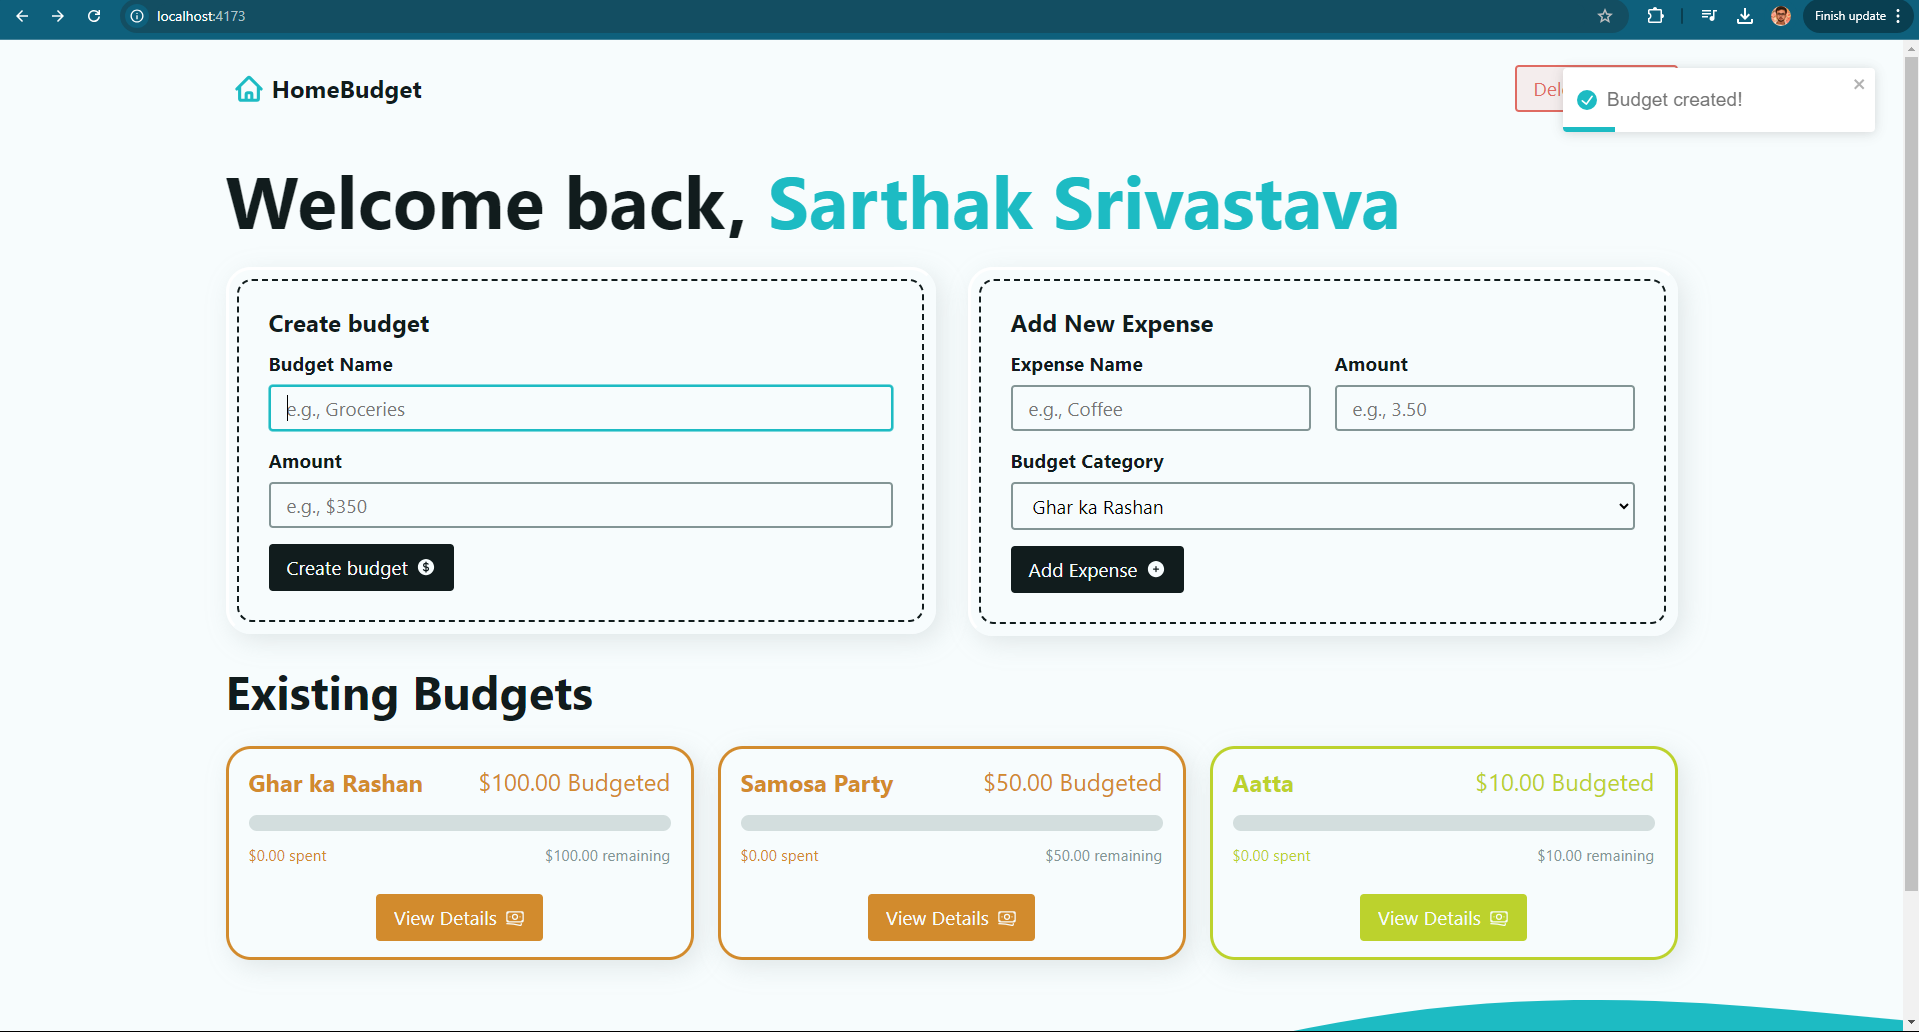 localhost:4173
Finish update
HomeBudget
Budget created!
Welcome back, Sarthak Srivastava
Create budget
Budget Name
e.g., Groceries
Amount
e.g., $350
Create budget
Add New Expense
Expense Name
Amount
e.g., Coffee
e.g., 3.50
Budget Category
Ghar ka Rashan
Add Expense
Existing Budgets
Ghar ka Rashan
$100.00 Budgeted
$0.00 spent
$100.00 remaining
View Details
Samosa Party
$50.00 Budgeted
$0.00 spent
$50.00 remaining
View Details
Aatta
$10.00 Budgeted
$0.00 spent
$10.00 remaining
View Details